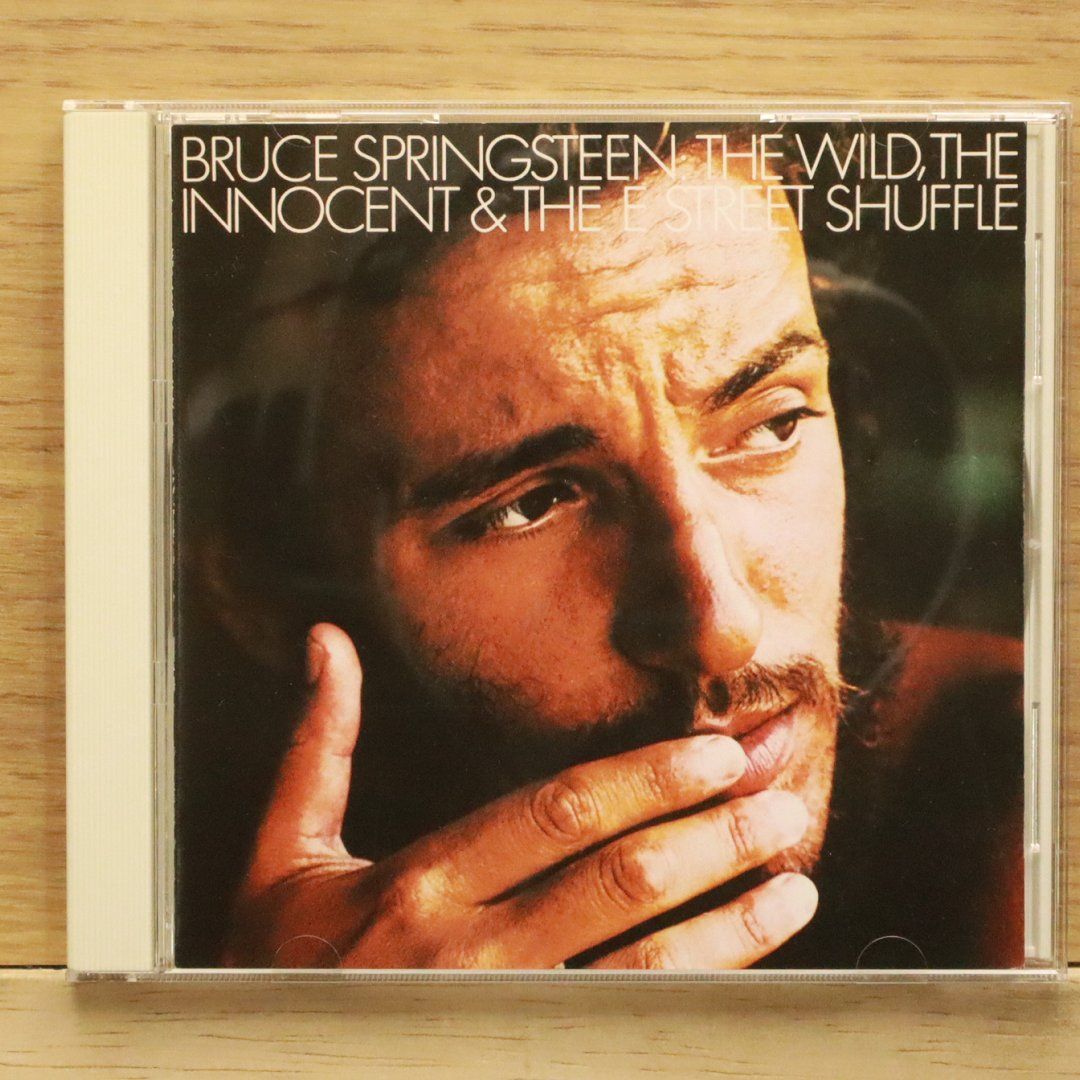 BRUCE SPRINGSTEEN: THE WILD, THE
INNOCENT & THE E STREET SHUFFLE